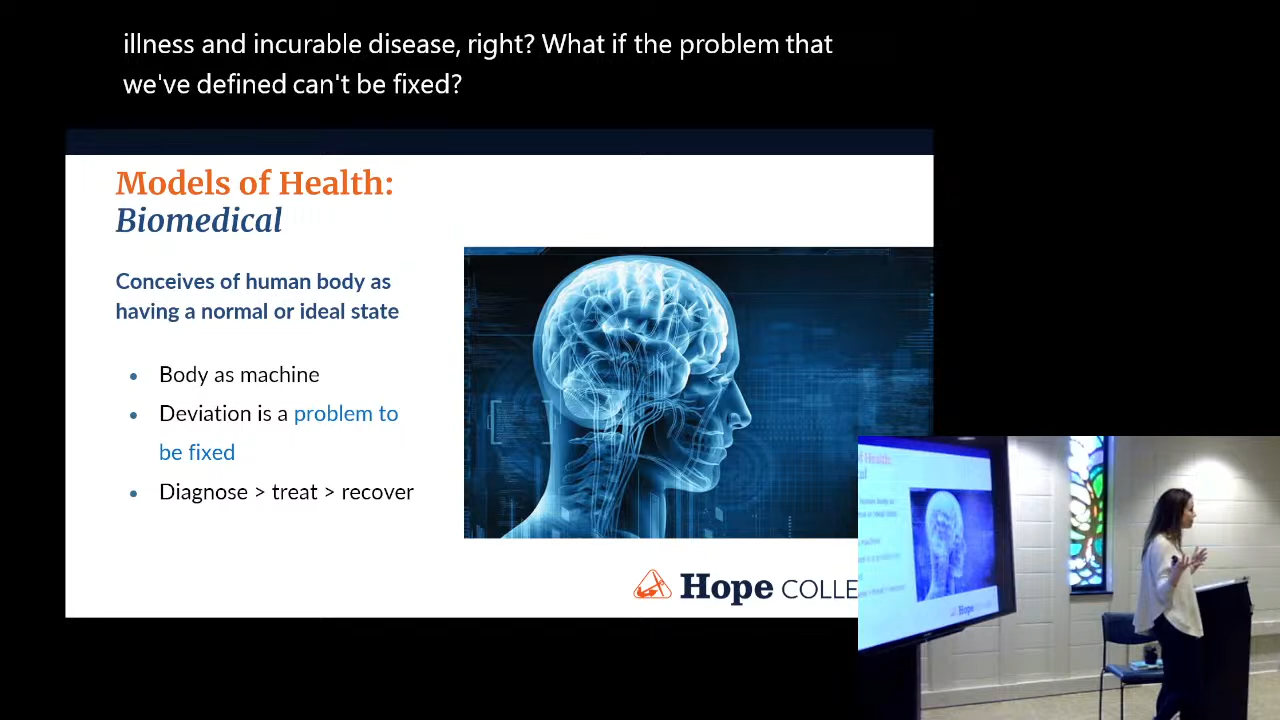 illness and incurable disease, right? What if the problem that
we've defined can't be fixed?
Models of Health:
Biomedical
Conceives of human body as
having a normal or ideal state
• Body as machine
• Deviation is a problem to
be fixed
• Diagnose > treat > recover
Hope COLLE
Hope